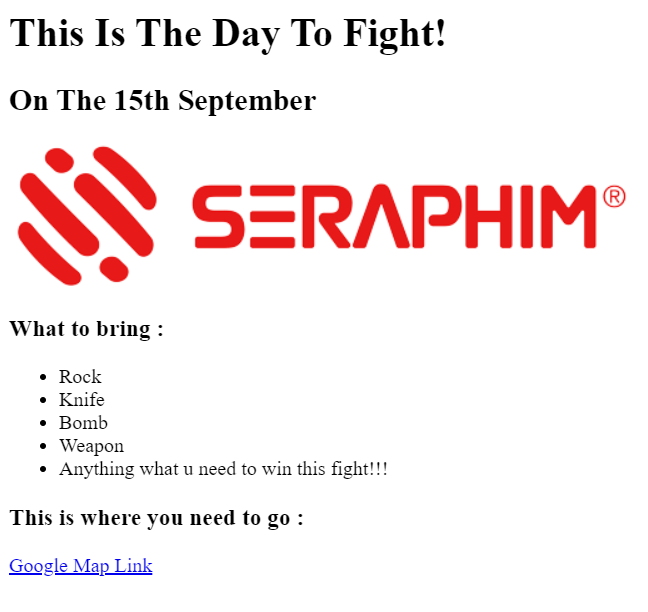 This Is The Day To Fight!
On The 15th September
SERAPHIM®
What to bring :
Rock
Knife
Bomb
Weapon
Anything what u need to win this fight!!!
This is where you need to go :
Google Map Link